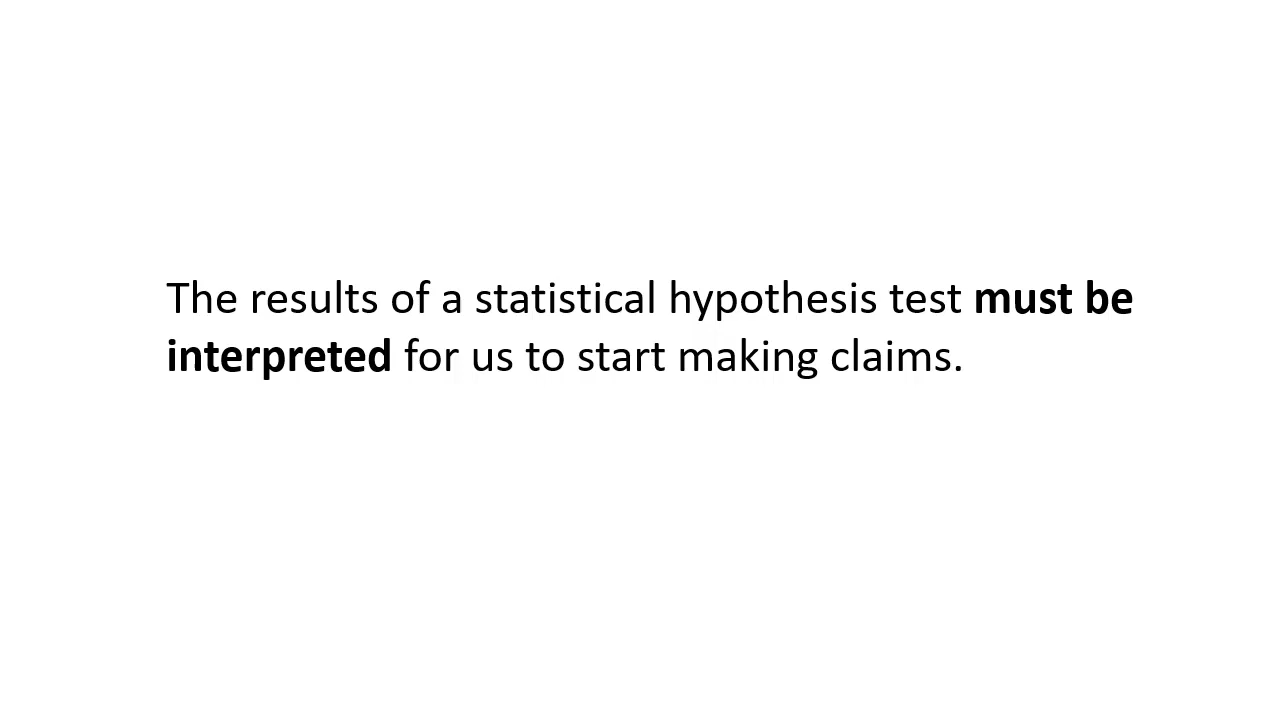 The results of a statistical hypothesis test must be
interpreted for us to start making claims.